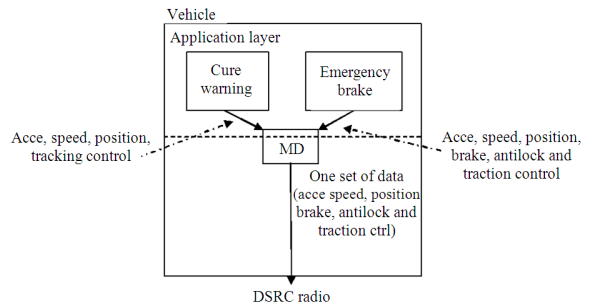 Vehicle
Application layer
Cure
warning
Emergency
brake
Acce, speed, position,
tracking control
Acce, speed, position,
brake, antilock and
traction control
MD
One set of data
(acce speed, position
brake, antilock and
traction ctrl)
DSRC radio